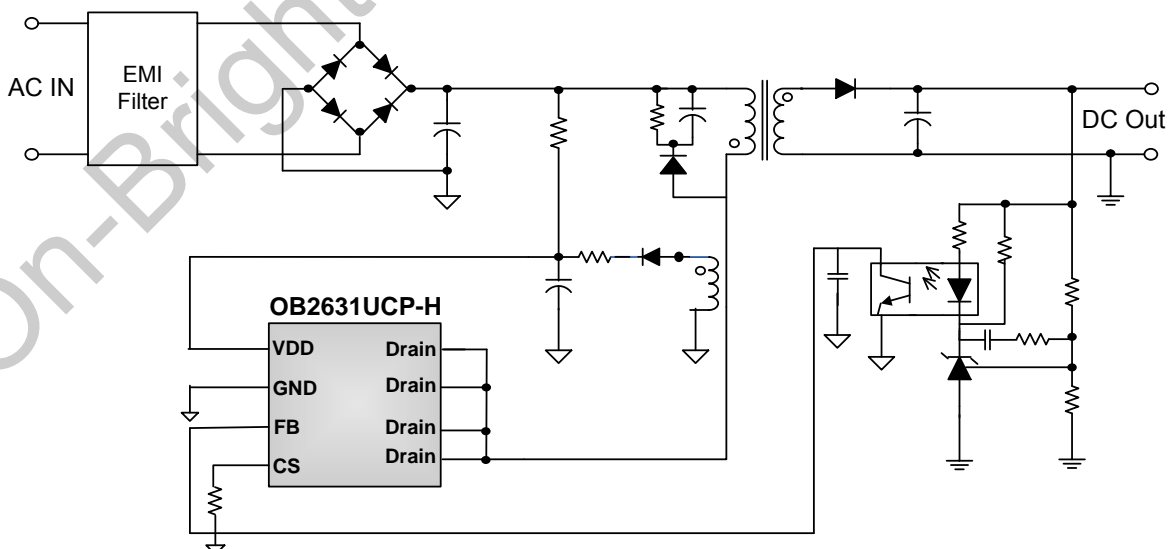 On-Bright
AC IN
EMI
Filter
DC Out
OB2631UCP-H
VDD
Drain
GND
Drain
FB
Drain
CS
Drain